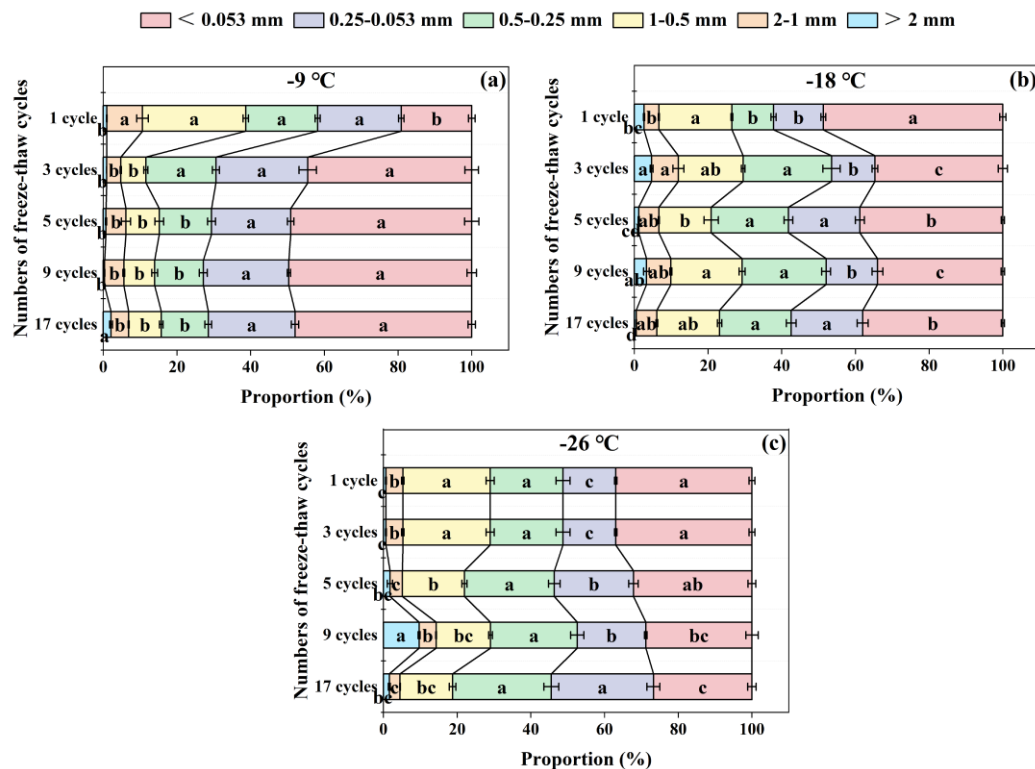 < 0.053 mm 0.25-0.053 mm 0.5-0.25 mm 1-0.5 mm 2-1 mm > 2 mm
-9 °C (a)
Numbers of freeze-thaw cycles
1 cycle b a a a a b
3 cycles b b b a a a
5 cycles b b b b a a
9 cycles b b b b a a
17 cycles a b b b a a
0 20 40 60 80 100
Proportion (%)
-18 °C (b)
Numbers of freeze-thaw cycles
1 cycle bc b a b b a
3 cycles a a ab a b c
5 cycles cd ab b a a b
9 cycles ab ab a a b c
17 cycles d ab ab a a b
0 20 40 60 80 100
Proportion (%)
-26 °C (c)
Numbers of freeze-thaw cycles
1 cycle c b a a c a
3 cycles c b a a c a
5 cycles bc c b a b ab
9 cycles a b bc a b bc
17 cycles bc c bc a a c
0 20 40 60 80 100
Proportion (%)